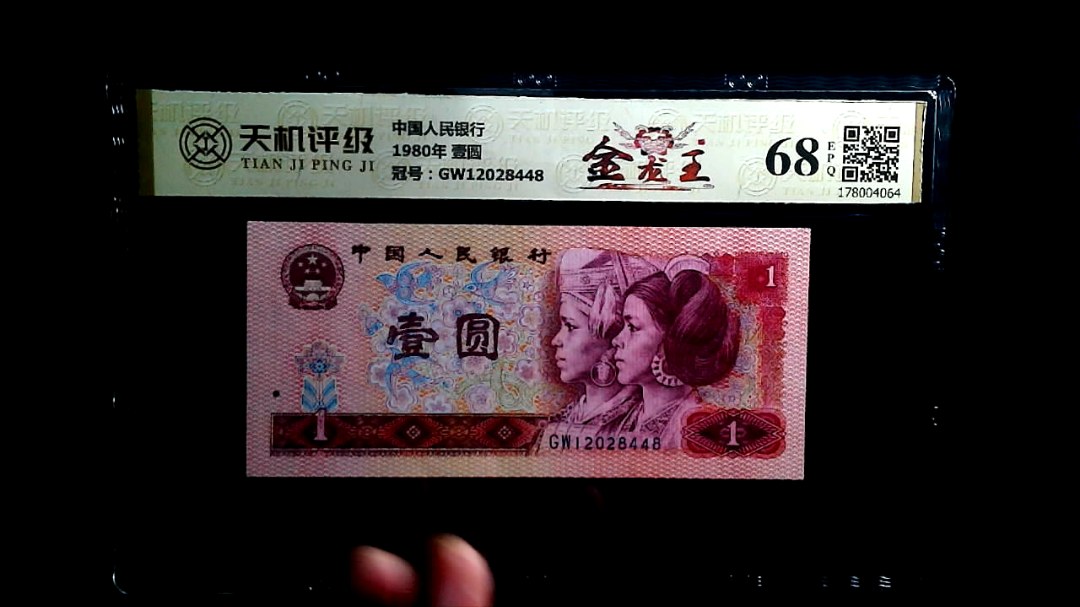 天机评级
TIAN JI PING JI
中国人民银行
1980年 壹圆
冠号：GW12028448
金龙王
68
EPQ
178004064
中国人民银行
1
壹圆
1
GW12028448
1